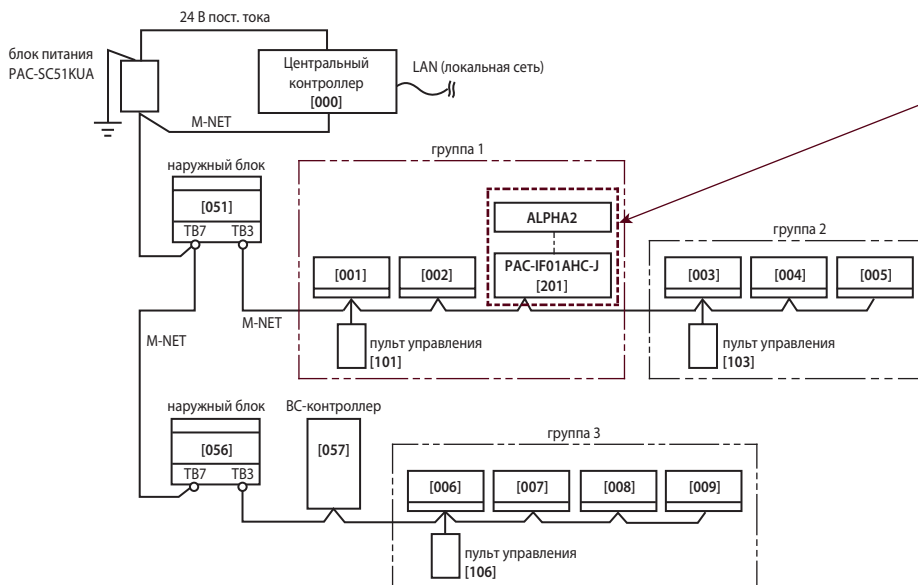 24 В пост. тока
блок питания
PAC-SC51KUA
Центральный
контроллер
[000]
LAN (локальная сеть)
M-NET
группа 1
наружный блок
[051]
TB7 TB3
ALPHA2
PAC-IF01AHC-J
[201]
[001]
[002]
группа 2
[003]
[004]
[005]
M-NET
M-NET
пульт управления
[101]
пульт управления
[103]
наружный блок
[056]
TB7 TB3
BC-контроллер
[057]
группа 3
[006]
[007]
[008]
[009]
пульт управления
[106]